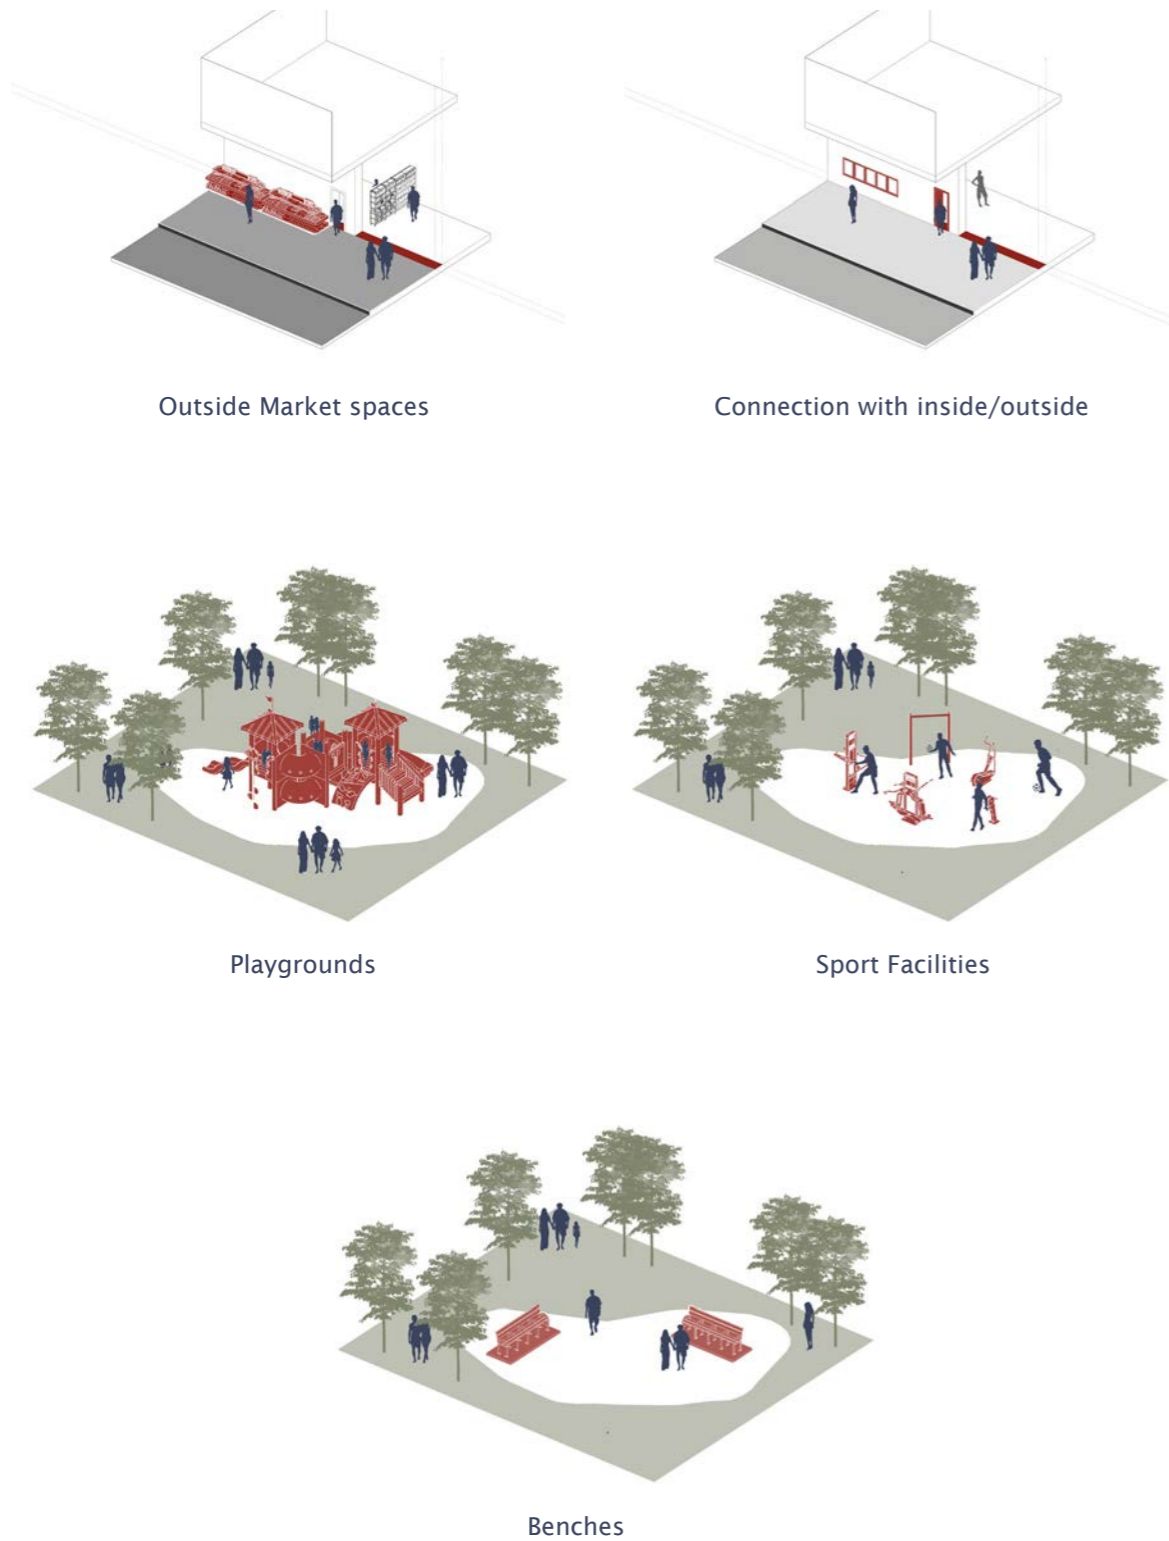 Outside Market spaces
Connection with inside/outside
Playgrounds
Sport Facilities
Benches